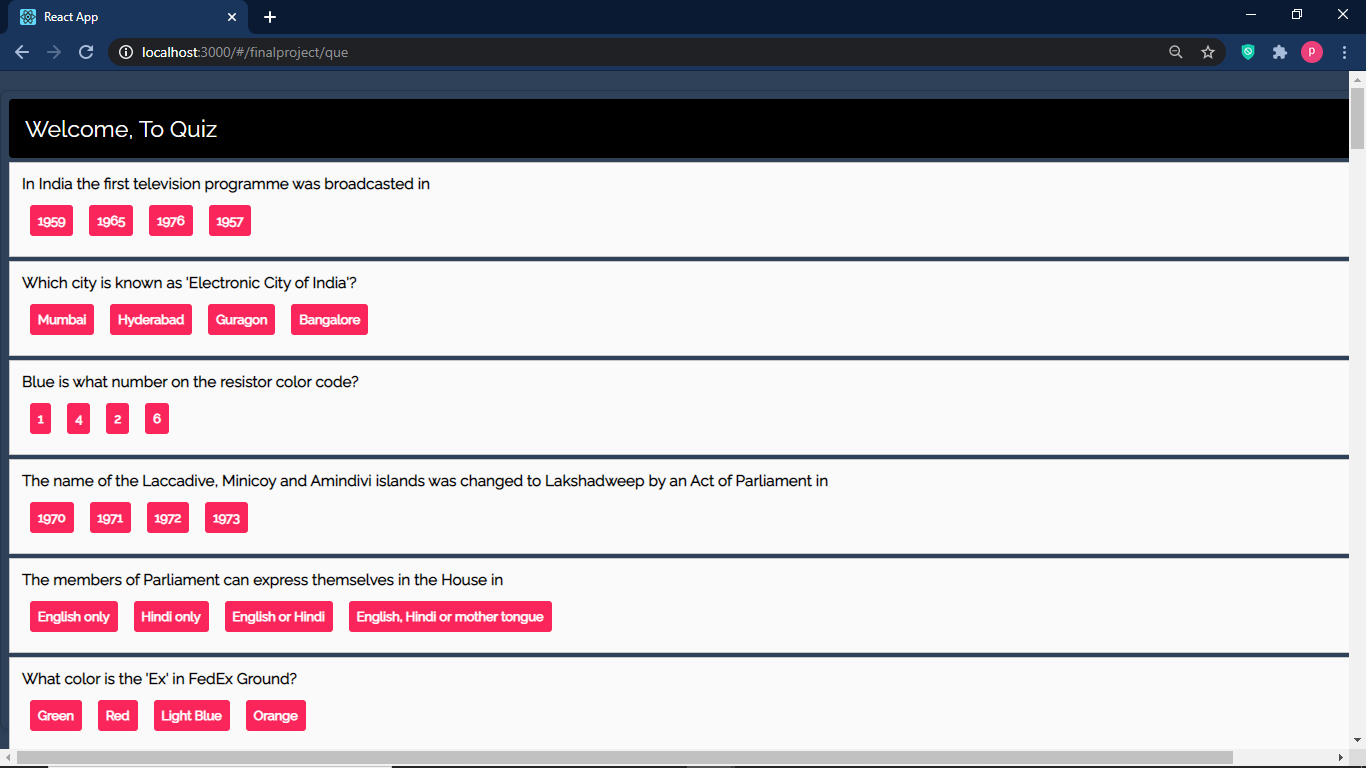 React App
localhost:3000/#/finalproject/que
P
Welcome, To Quiz
In India the first television programme was broadcasted in
1959 1965 1976 1957
Which city is known as 'Electronic City of India'?
Mumbai Hyderabad Guragon Bangalore
Blue is what number on the resistor color code?
1 4 2 6
The name of the Laccadive, Minicoy and Amindivi islands was changed to Lakshadweep by an Act of Parliament in
1970 1971 1972 1973
The members of Parliament can express themselves in the House in
English only Hindi only English or Hindi English, Hindi or mother tongue
What color is the 'Ex' in FedEx Ground?
Green Red Light Blue Orange